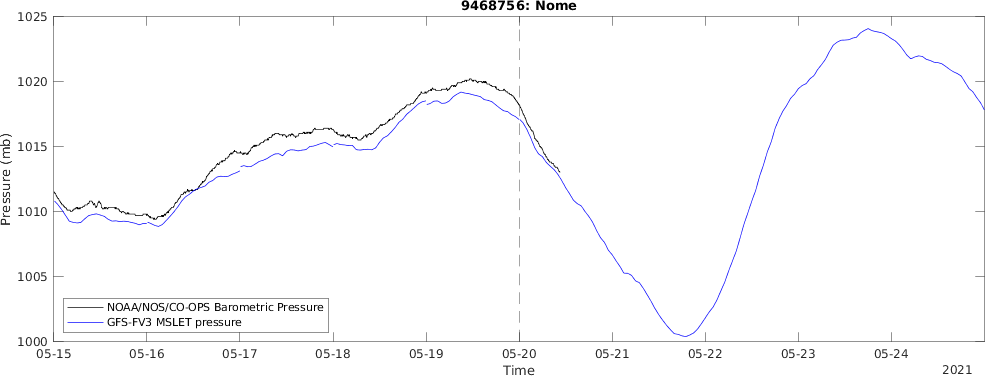 9468756: Nome
1025
1020
1015
1010
1005
1000
Pressure (mb)
NOAA/NOS/CO-OPS Barometric Pressure
GFS-FV3 MSLET pressure
05-15 05-16 05-17 05-18 05-19 05-20 05-21 05-22 05-23 05-24
Time
2021